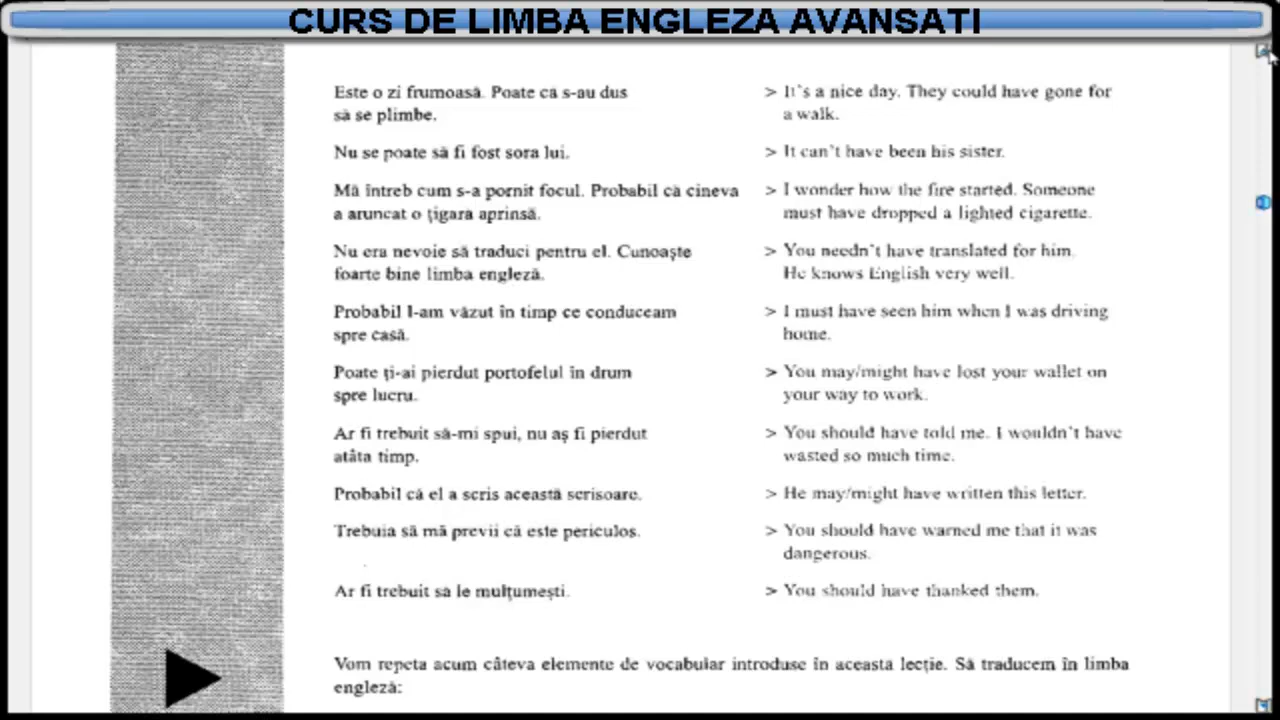 CURS DE LIMBA ENGLEZA AVANSATI
Este o zi frumoasă. Poate că s-au dus
să se plimbe.
> It's a nice day. They could have gone for
a walk.
Nu se poate să fi fost sora lui.
> It can't have been his sister.
Mă întreb cum s-a pornit focul. Probabil că cineva
a aruncat o ţigară aprinsă.
> I wonder how the fire started. Someone
must have dropped a lighted cigarette.
Nu era nevoie să traduci pentru el. Cunoaşte
foarte bine limba engleză.
> You needn't have translated for him.
He knows English very well.
Probabil l-am văzut în timp ce conduceam
spre casă.
> I must have seen him when I was driving
home.
Poate ţi-ai pierdut portofelul în drum
spre lucru.
> You may/might have lost your wallet on
your way to work.
Ar fi trebuit să-mi spui, nu aş fi pierdut
atâta timp.
> You should have told me. I wouldn't have
wasted so much time.
Probabil că el a scris această scrisoare.
> He may/might have written this letter.
Trebuia să mă previi că este periculos.
> You should have warned me that it was
dangerous.
Ar fi trebuit să le mulţumeşti.
> You should have thanked them.
Vom repeta acum câteva elemente de vocabular introduse în această lecţie. Să traducem în limba
engleză: